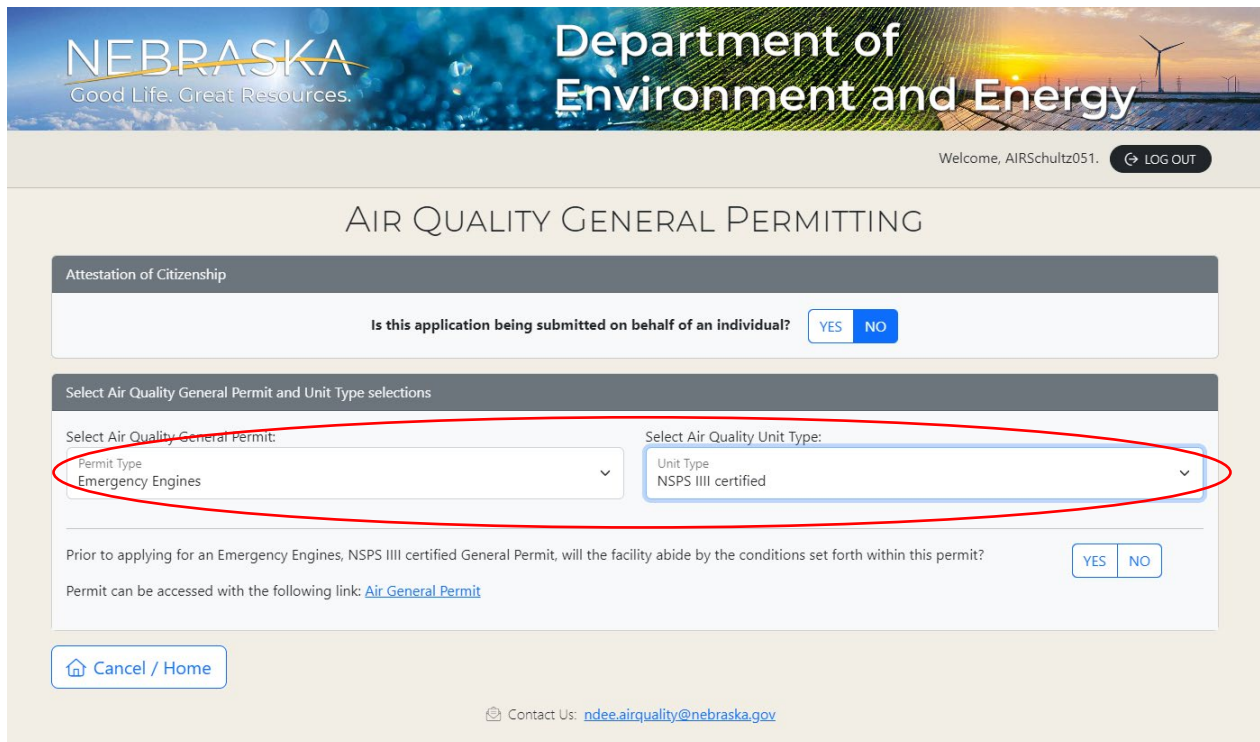 NEBRASKA
Good Life. Great Resources.
Department of
Environment and Energy
Welcome, AIRSchultz051.
LOG OUT
AIR QUALITY GENERAL PERMITTING
Attestation of Citizenship
Is this application being submitted on behalf of an individual? YES NO
Select Air Quality General Permit and Unit Type selections
Select Air Quality General Permit:
Permit Type
Emergency Engines
Select Air Quality Unit Type:
Unit Type
NSPS IIII certified
Prior to applying for an Emergency Engines, NSPS IIII certified General Permit, will the facility abide by the conditions set forth within this permit? YES NO
Permit can be accessed with the following link: Air General Permit
Cancel / Home
Contact Us: ndee.airquality@nebraska.gov